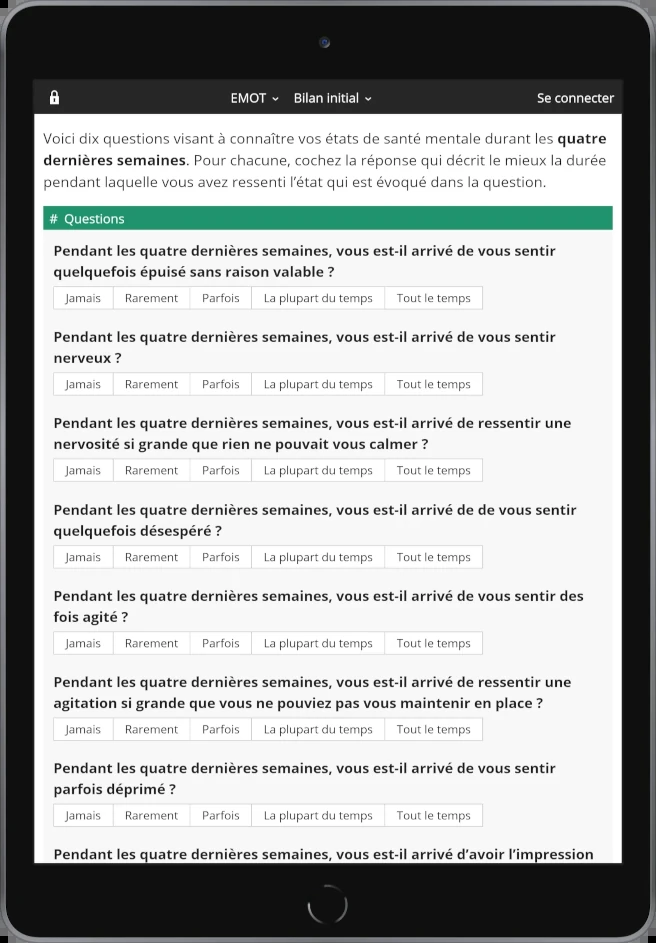 EMOT Bilan initial Se connecter
Voici dix questions visant à connaître vos états de santé mentale durant les quatre
dernières semaines. Pour chacune, cochez la réponse qui décrit le mieux la durée
pendant laquelle vous avez ressenti l'état qui est évoqué dans la question.
# Questions
Pendant les quatre dernières semaines, vous est-il arrivé de vous sentir
quelquefois épuisé sans raison valable ?
Jamais Rarement Parfois La plupart du temps Tout le temps
Pendant les quatre dernières semaines, vous est-il arrivé de vous sentir
nerveux ?
Jamais Rarement Parfois La plupart du temps Tout le temps
Pendant les quatre dernières semaines, vous est-il arrivé de ressentir une
nervosité si grande que rien ne pouvait vous calmer ?
Jamais Rarement Parfois La plupart du temps Tout le temps
Pendant les quatre dernières semaines, vous est-il arrivé de de vous sentir
quelquefois désespéré ?
Jamais Rarement Parfois La plupart du temps Tout le temps
Pendant les quatre dernières semaines, vous est-il arrivé de vous sentir des
fois agité ?
Jamais Rarement Parfois La plupart du temps Tout le temps
Pendant les quatre dernières semaines, vous est-il arrivé de ressentir une
agitation si grande que vous ne pouviez pas vous maintenir en place ?
Jamais Rarement Parfois La plupart du temps Tout le temps
Pendant les quatre dernières semaines, vous est-il arrivé de vous sentir
parfois déprimé ?
Jamais Rarement Parfois La plupart du temps Tout le temps
Pendant les quatre dernières semaines, vous est-il arrivé d'avoir l'impression